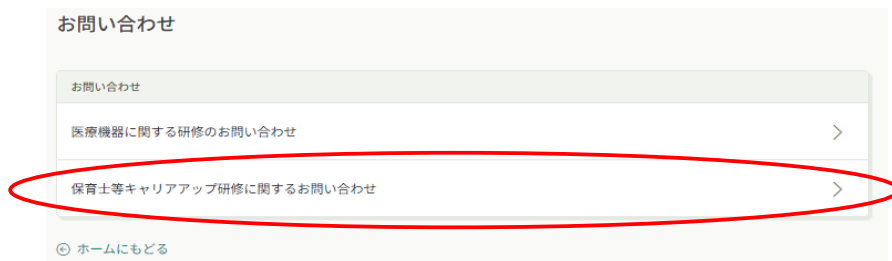 お問い合わせ
お問い合わせ
医療機器に関する研修のお問い合わせ
保育士等キャリアアップ研修に関するお問い合わせ
ホームにもどる